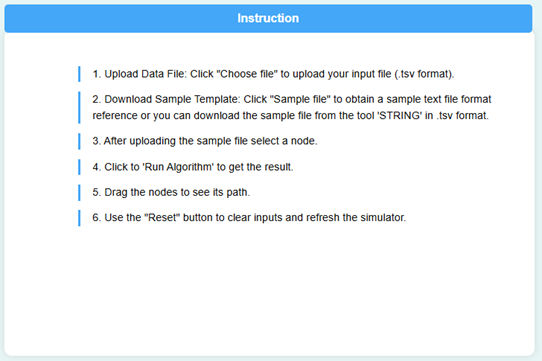 Instruction
1. Upload Data File: Click "Choose file" to upload your input file (.tsv format).
2. Download Sample Template: Click "Sample file" to obtain a sample text file format
reference or you can download the sample file from the tool 'STRING' in .tsv format.
3. After uploading the sample file select a node.
4. Click to 'Run Algorithm' to get the result.
5. Drag the nodes to see its path.
6. Use the "Reset" button to clear inputs and refresh the simulator.